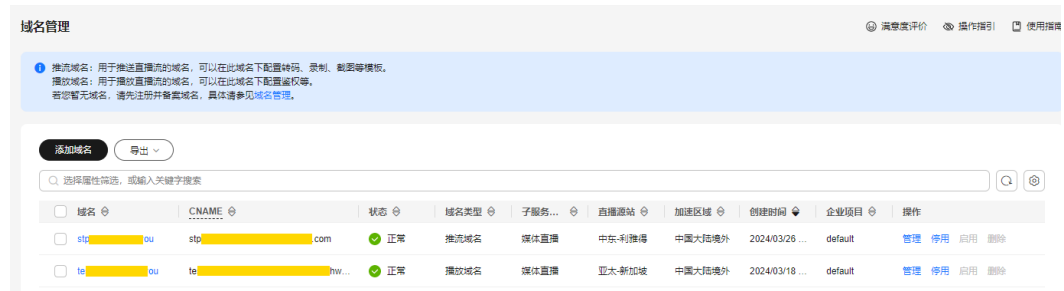 域名管理
满意度评价 操作指引 使用指南
推流域名：用于推送直播流的域名，可以在此域名下配置转码、录制、截图等模板。
播放域名：用于播放直播流的域名，可以在此域名下配置鉴权等。
若您暂无域名，请先注册并备案域名，具体请参见域名管理。
添加域名 导出
选择属性筛选，或输入关键字搜索
域名 CNAME 状态 域名类型 子服务... 直播源站 加速区域 创建时间 企业项目 操作
stp ou stp .com 正常 推流域名 媒体直播 中东-利雅得 中国大陆境外 2024/03/26 ... default 管理 停用 启用 删除
te ou te hw... 正常 播放域名 媒体直播 亚太-新加坡 中国大陆境外 2024/03/18 ... default 管理 停用 启用 删除